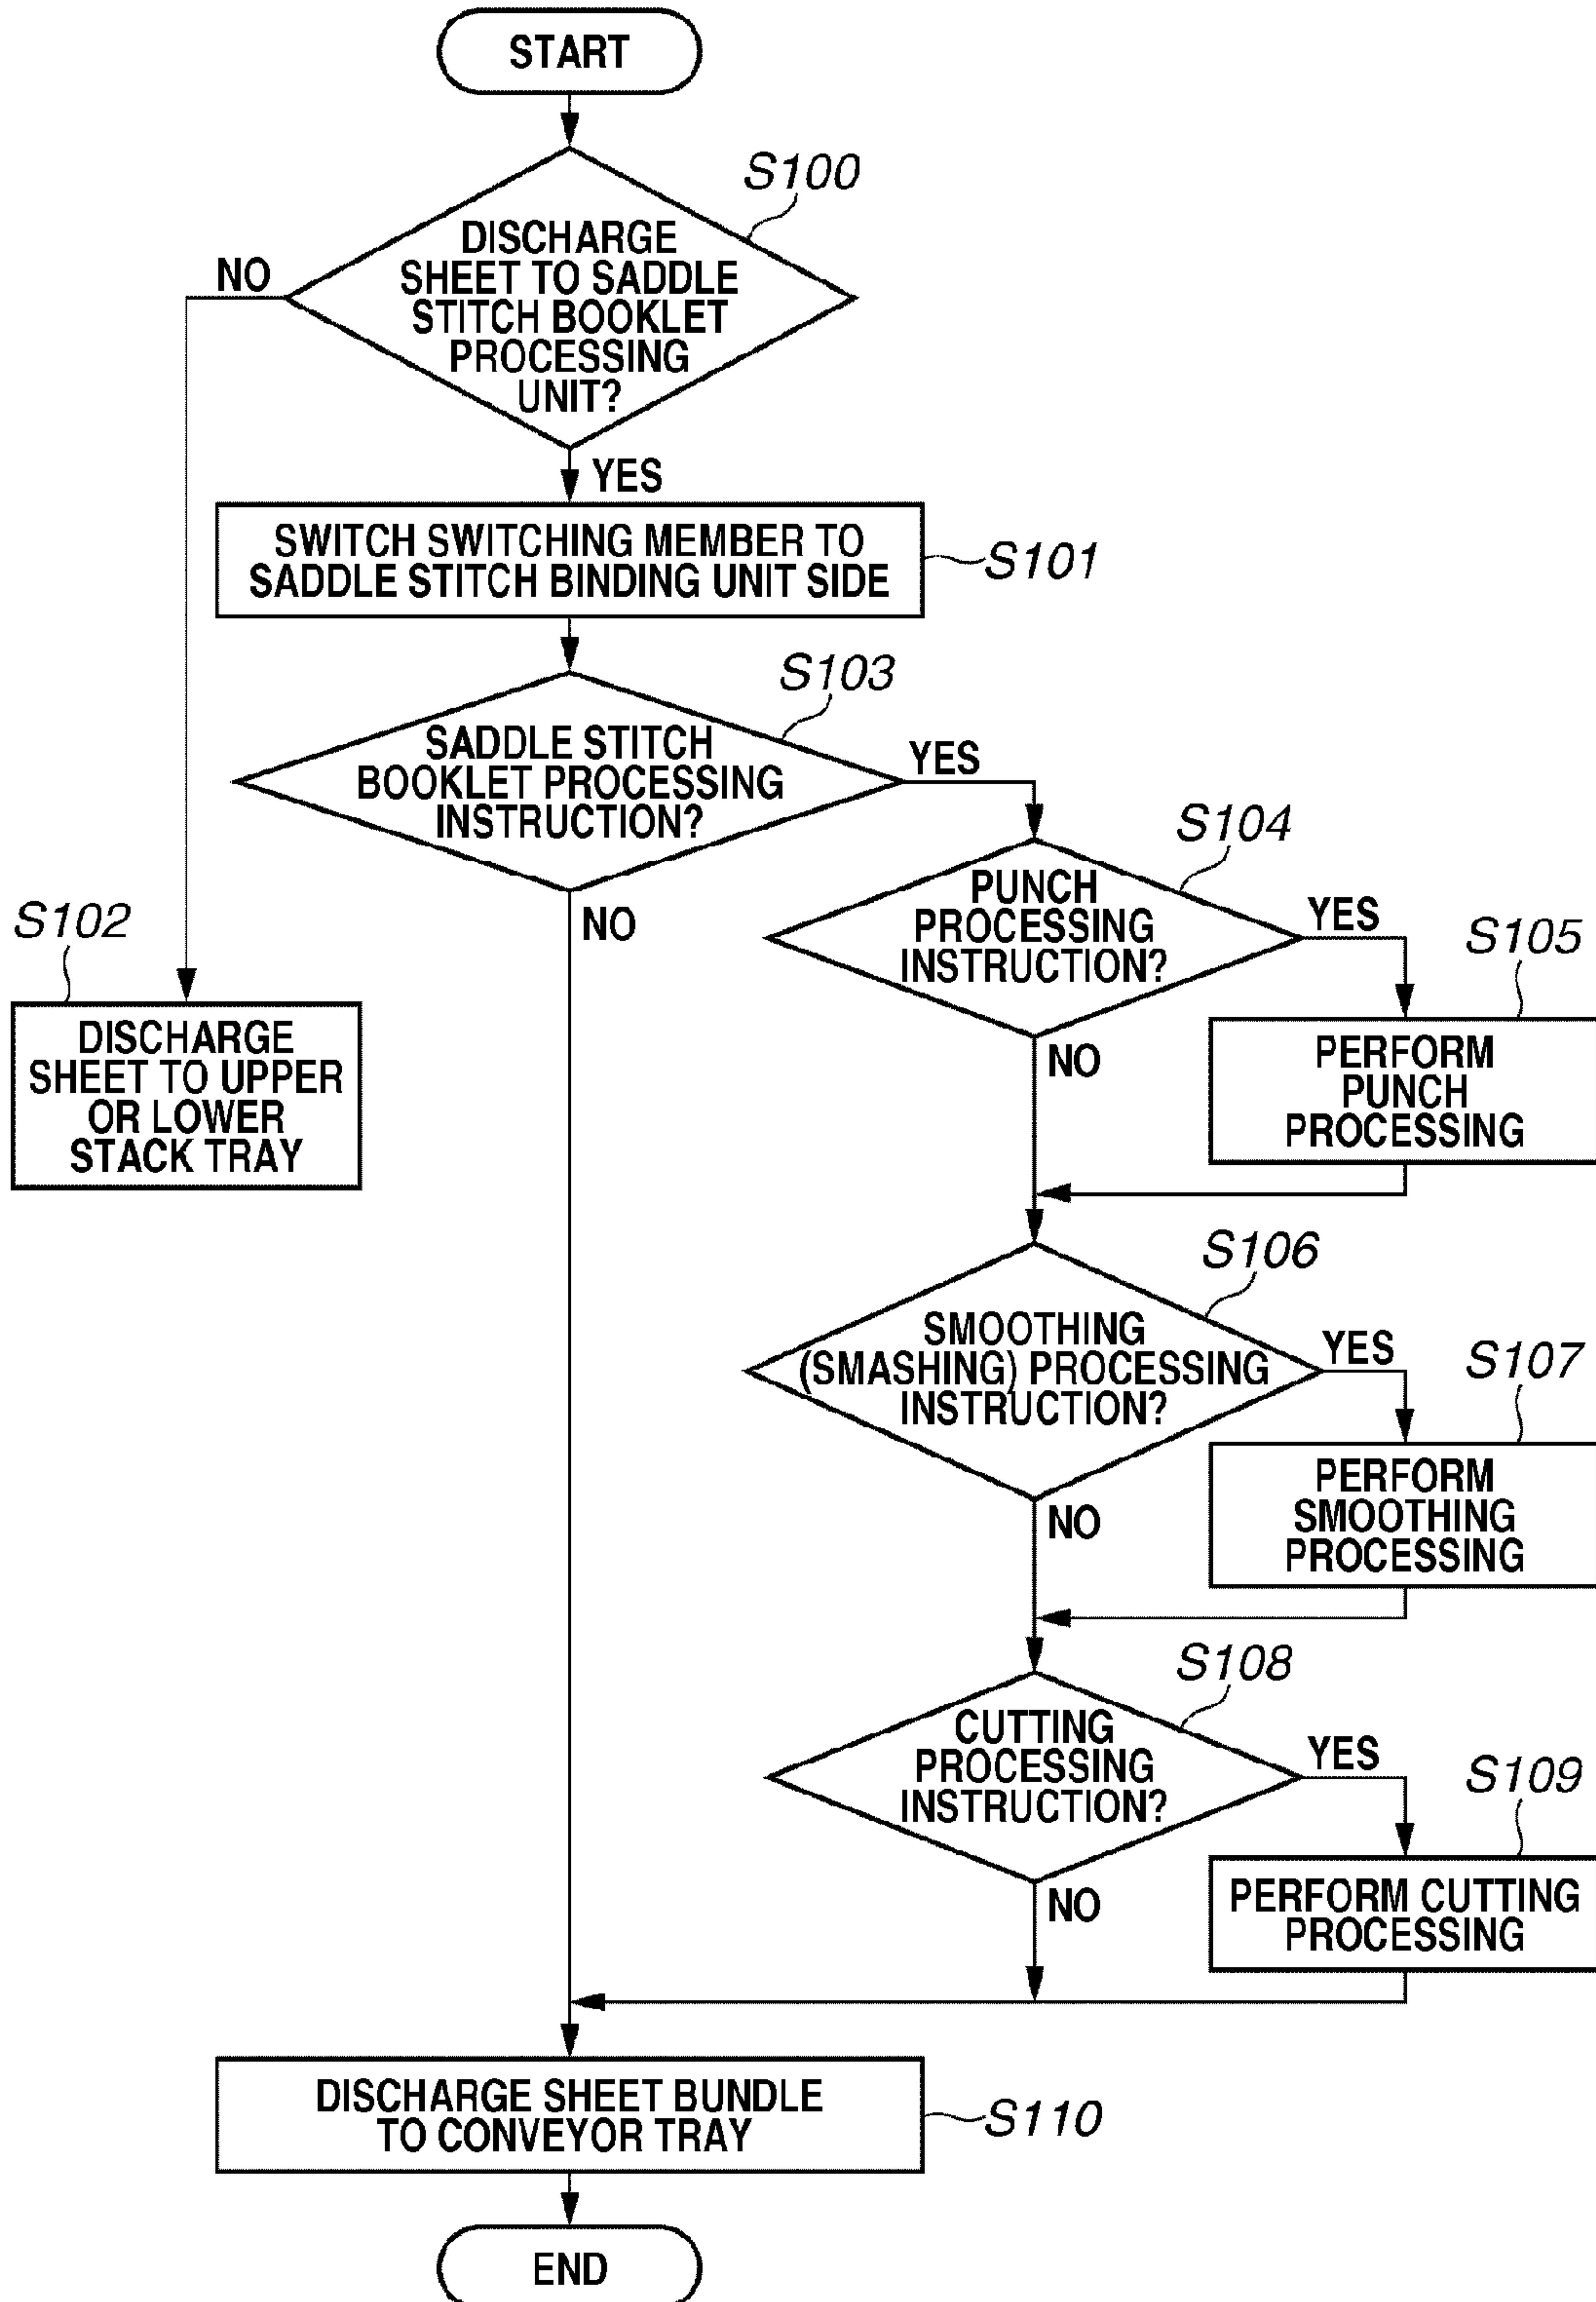 START
S100
DISCHARGE
SHEET TO SADDLE
STITCH BOOKLET
PROCESSING
UNIT?
NO
YES
SWITCH SWITCHING MEMBER TO
SADDLE STITCH BINDING UNIT SIDE
S101
S103
SADDLE STITCH
BOOKLET PROCESSING
INSTRUCTION?
YES
NO
S102
DISCHARGE
SHEET TO UPPER
OR LOWER
STACK TRAY
S104
PUNCH
PROCESSING
INSTRUCTION?
YES
NO
S105
PERFORM
PUNCH
PROCESSING
S106
SMOOTHING
(SMASHING) PROCESSING
INSTRUCTION?
YES
NO
S107
PERFORM
SMOOTHING
PROCESSING
S108
CUTTING
PROCESSING
INSTRUCTION?
YES
NO
S109
PERFORM CUTTING
PROCESSING
DISCHARGE SHEET BUNDLE
TO CONVEYOR TRAY
S110
END